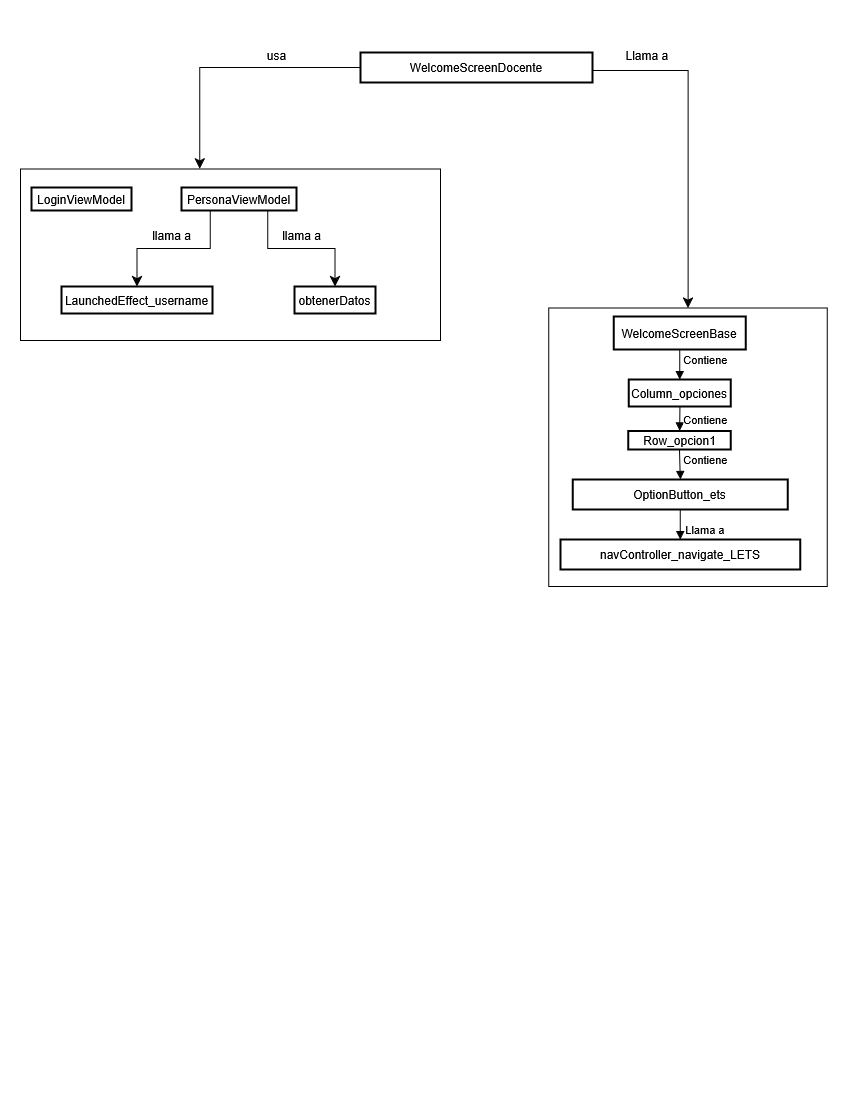 usa
WelcomeScreenDocente
Llama a
LoginViewModel
PersonaViewModel
llama a
llama a
LaunchedEffect_username
obtenerDatos
WelcomeScreenBase
Contiene
Column_opciones
Contiene
Row_opcion1
Contiene
OptionButton_ets
Llama a
navController_navigate_LETS